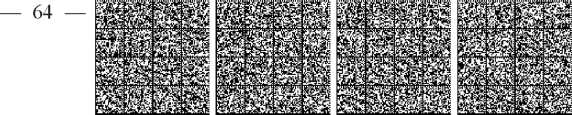 — 64 —